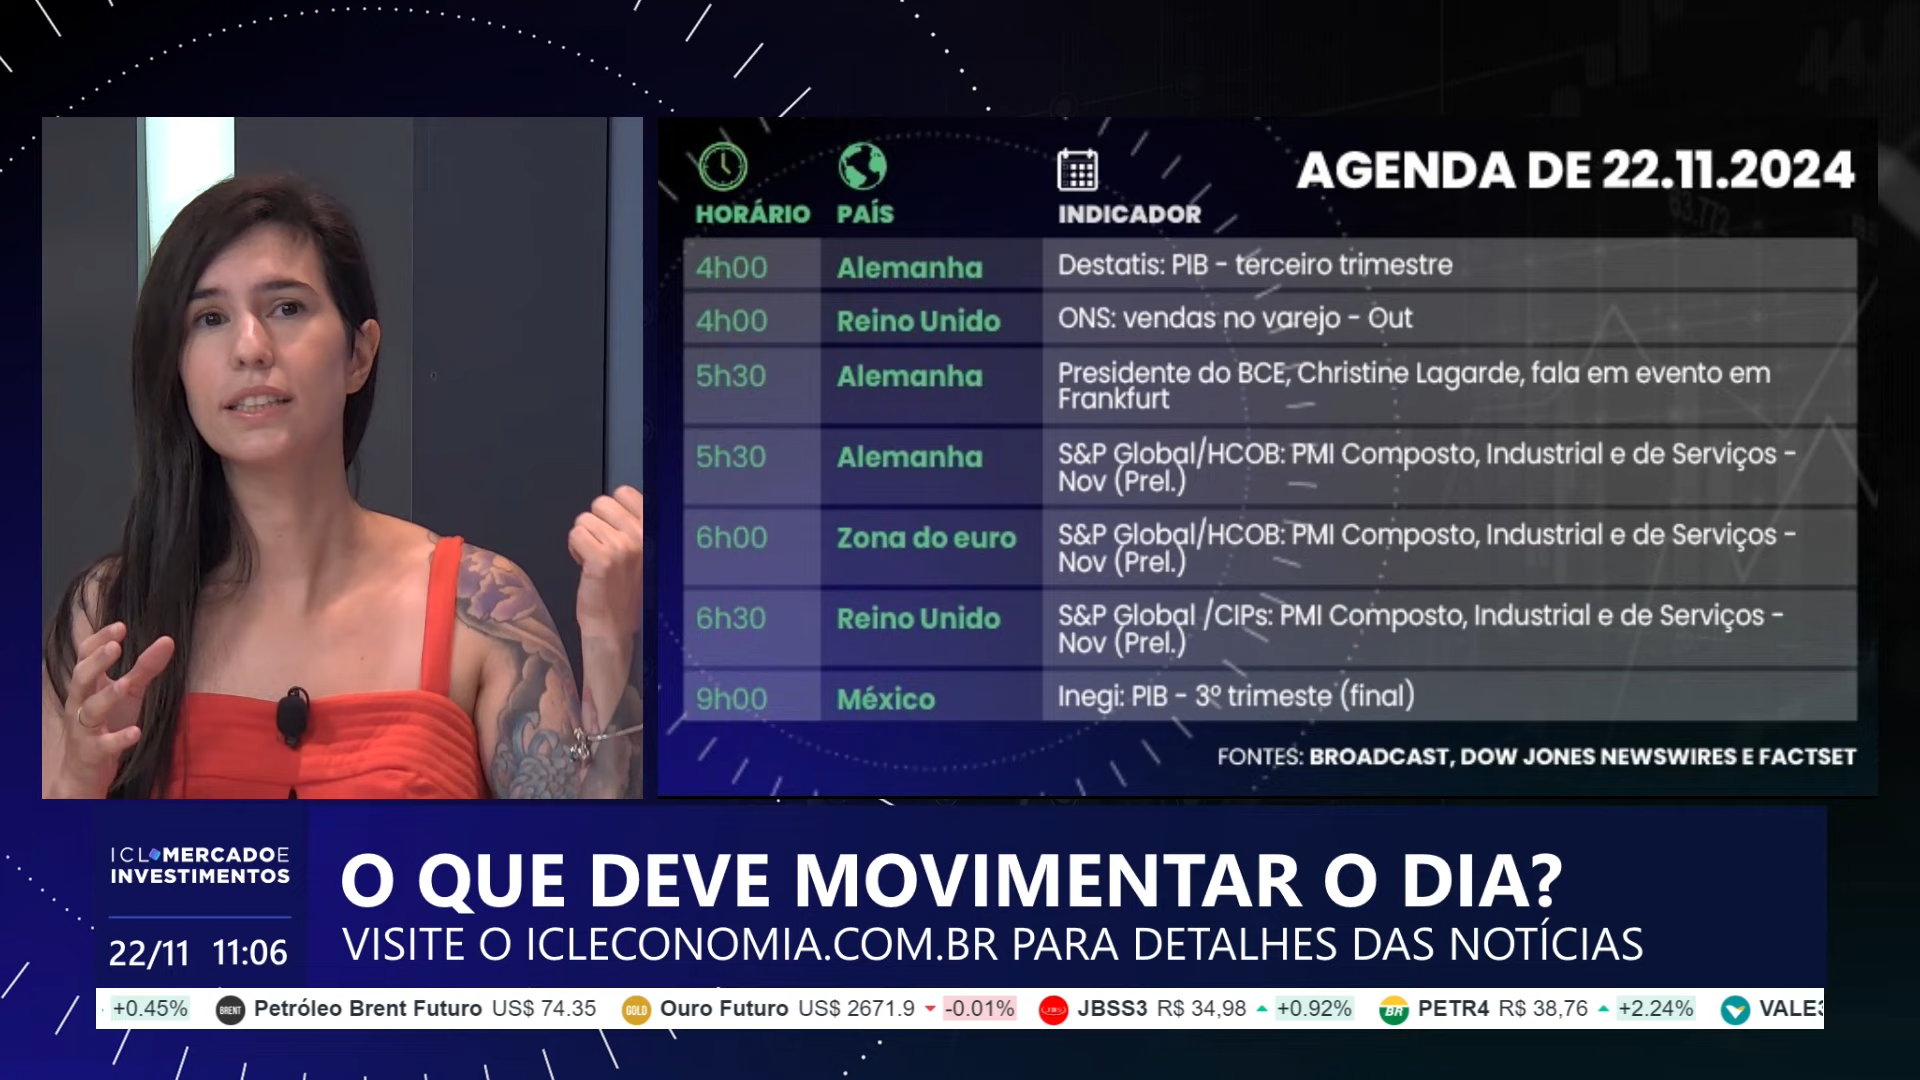 AGENDA DE 22.11.2024
HORÁRIO PAÍS INDICADOR
4h00 Alemanha Destatis: PIB - terceiro trimestre
4h00 Reino Unido ONS: vendas no varejo - Out
5h30 Alemanha Presidente do BCE, Christine Lagarde, fala em evento em
Frankfurt
5h30 Alemanha S&P Global/HCOB: PMI Composto, Industrial e de Serviços -
Nov (Prel.)
6h00 Zona do euro S&P Global/HCOB: PMI Composto, Industrial e de Serviços -
Nov (Prel.)
6h30 Reino Unido S&P Global /CIPs: PMI Composto, Industrial e de Serviços -
Nov (Prel.)
9h00 México Inegi: PIB - 3º trimeste (final)
FONTES: BROADCAST, DOW JONES NEWSWIRES E FACTSET
ICL MERCADO E
INVESTIMENTOS
22/11 11:06
O QUE DEVE MOVIMENTAR O DIA?
VISITE O ICLECONOMIA.COM.BR PARA DETALHES DAS NOTÍCIAS
+0.45% BRENT Petróleo Brent Futuro US$ 74.35 GOLD Ouro Futuro US$ 2671.9 -0.01% JBSS3 R$ 34,98 +0.92% BR PETR4 R$ 38,76 +2.24% VALE3